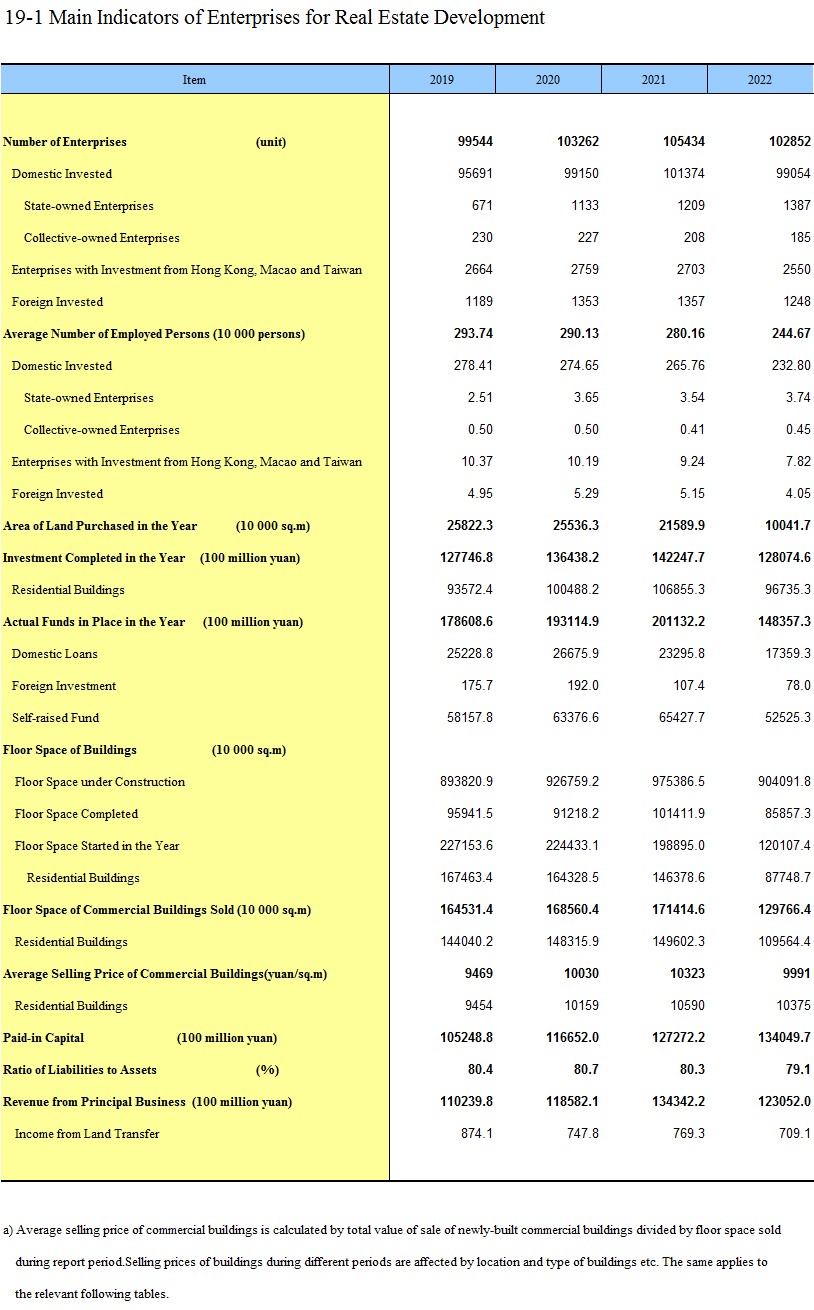 19-1 Main Indicators of Enterprises for Real Estate Development
Item 2019 2020 2021 2022
Number of Enterprises (unit) 99544 103262 105434 102852
Domestic Invested 95691 99150 101374 99054
State-owned Enterprises 671 1133 1209 1387
Collective-owned Enterprises 230 227 208 185
Enterprises with Investment from Hong Kong, Macao and Taiwan 2664 2759 2703 2550
Foreign Invested 1189 1353 1357 1248
Average Number of Employed Persons (10 000 persons) 293.74 290.13 280.16 244.67
Domestic Invested 278.41 274.65 265.76 232.80
State-owned Enterprises 2.51 3.65 3.54 3.74
Collective-owned Enterprises 0.50 0.50 0.41 0.45
Enterprises with Investment from Hong Kong, Macao and Taiwan 10.37 10.19 9.24 7.82
Foreign Invested 4.95 5.29 5.15 4.05
Area of Land Purchased in the Year (10 000 sq.m) 25822.3 25536.3 21589.9 10041.7
Investment Completed in the Year (100 million yuan) 127746.8 136438.2 142247.7 128074.6
Residential Buildings 93572.4 100488.2 106855.3 96735.3
Actual Funds in Place in the Year (100 million yuan) 178608.6 193114.9 201132.2 148357.3
Domestic Loans 25228.8 26675.9 23295.8 17359.3
Foreign Investment 175.7 192.0 107.4 78.0
Self-raised Fund 58157.8 63376.6 65427.7 52525.3
Floor Space of Buildings (10 000 sq.m)
Floor Space under Construction 893820.9 926759.2 975386.5 904091.8
Floor Space Completed 95941.5 91218.2 101411.9 85857.3
Floor Space Started in the Year 227153.6 224433.1 198895.0 120107.4
Residential Buildings 167463.4 164328.5 146378.6 87748.7
Floor Space of Commercial Buildings Sold (10 000 sq.m) 164531.4 168560.4 171414.6 129766.4
Residential Buildings 144040.2 148315.9 149602.3 109564.4
Average Selling Price of Commercial Buildings(yuan/sq.m) 9469 10030 10323 9991
Residential Buildings 9454 10159 10590 10375
Paid-in Capital (100 million yuan) 105248.8 116652.0 127272.2 134049.7
Ratio of Liabilities to Assets (%) 80.4 80.7 80.3 79.1
Revenue from Principal Business (100 million yuan) 110239.8 118582.1 134342.2 123052.0
Income from Land Transfer 874.1 747.8 769.3 709.1
a) Average selling price of commercial buildings is calculated by total value of sale of newly-built commercial buildings divided by floor space sold
during report period.Selling prices of buildings during different periods are affected by location and type of buildings etc. The same applies to
the relevant following tables.